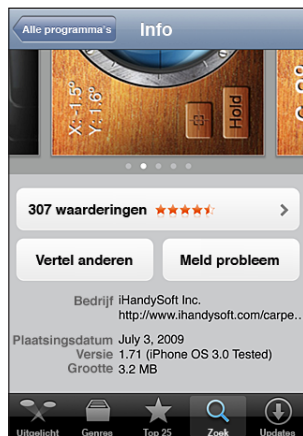 Alle programma's
Info
X:-1.5°
Y:1.6°
Hold
307 waarderingen
Vertel anderen
Meld probleem
Bedrijf iHandySoft Inc.
http://www.ihandysoft.com/carpe..
Plaatsingsdatum July 3, 2009
Versie 1.71 (iPhone OS 3.0 Tested)
Grootte 3.2 MB
Uitgelicht
Genres
Top 25
Zoek
Updates